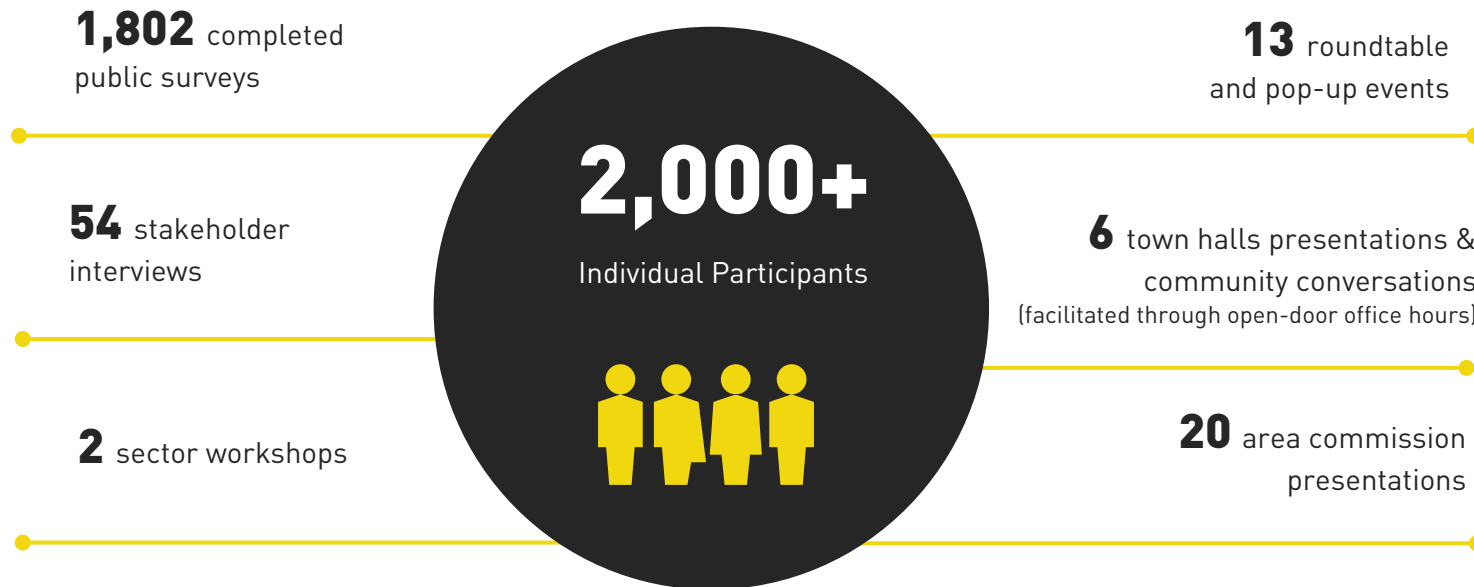 1,802 completed
public surveys
54 stakeholder
interviews
2 sector workshops
2,000+
Individual Participants
13 roundtable
and pop-up events
6 town halls presentations &
community conversations
(facilitated through open-door office hours)
20 area commission
presentations